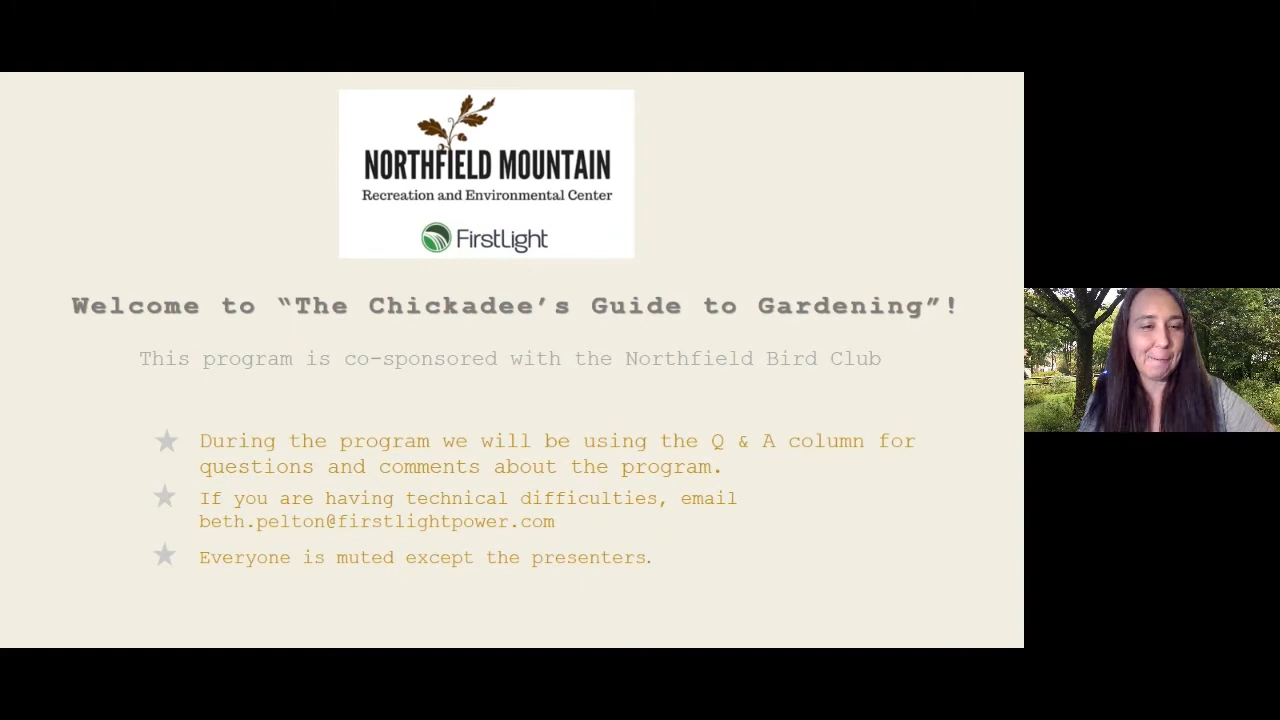 NORTHFIELD MOUNTAIN
Recreation and Environmental Center
FirstLight
Welcome to “The Chickadee’s Guide to Gardening”!
This program is co-sponsored with the Northfield Bird Club
During the program we will be using the Q & A column for
questions and comments about the program.
If you are having technical difficulties, email
beth.pelton@firstlightpower.com
Everyone is muted except the presenters.